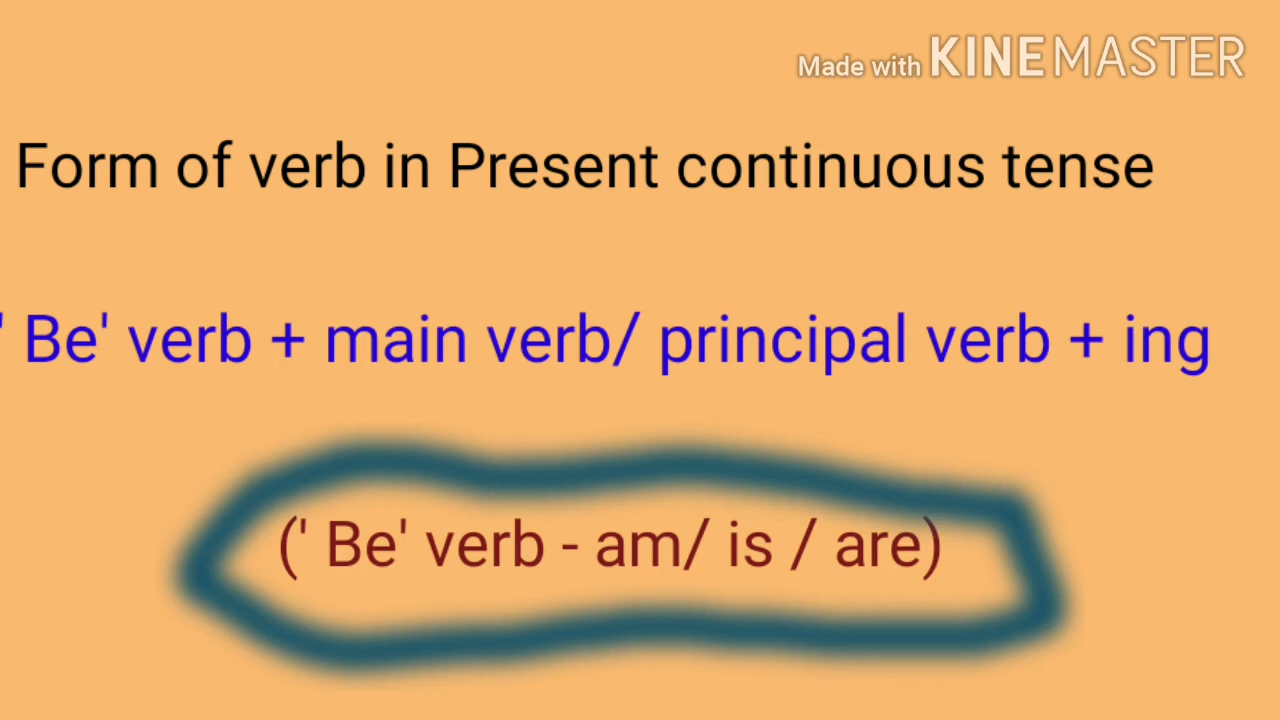 Made with KINEMASTER
Form of verb in Present continuous tense
' Be' verb + main verb/ principal verb + ing
(' Be' verb - am/ is / are)